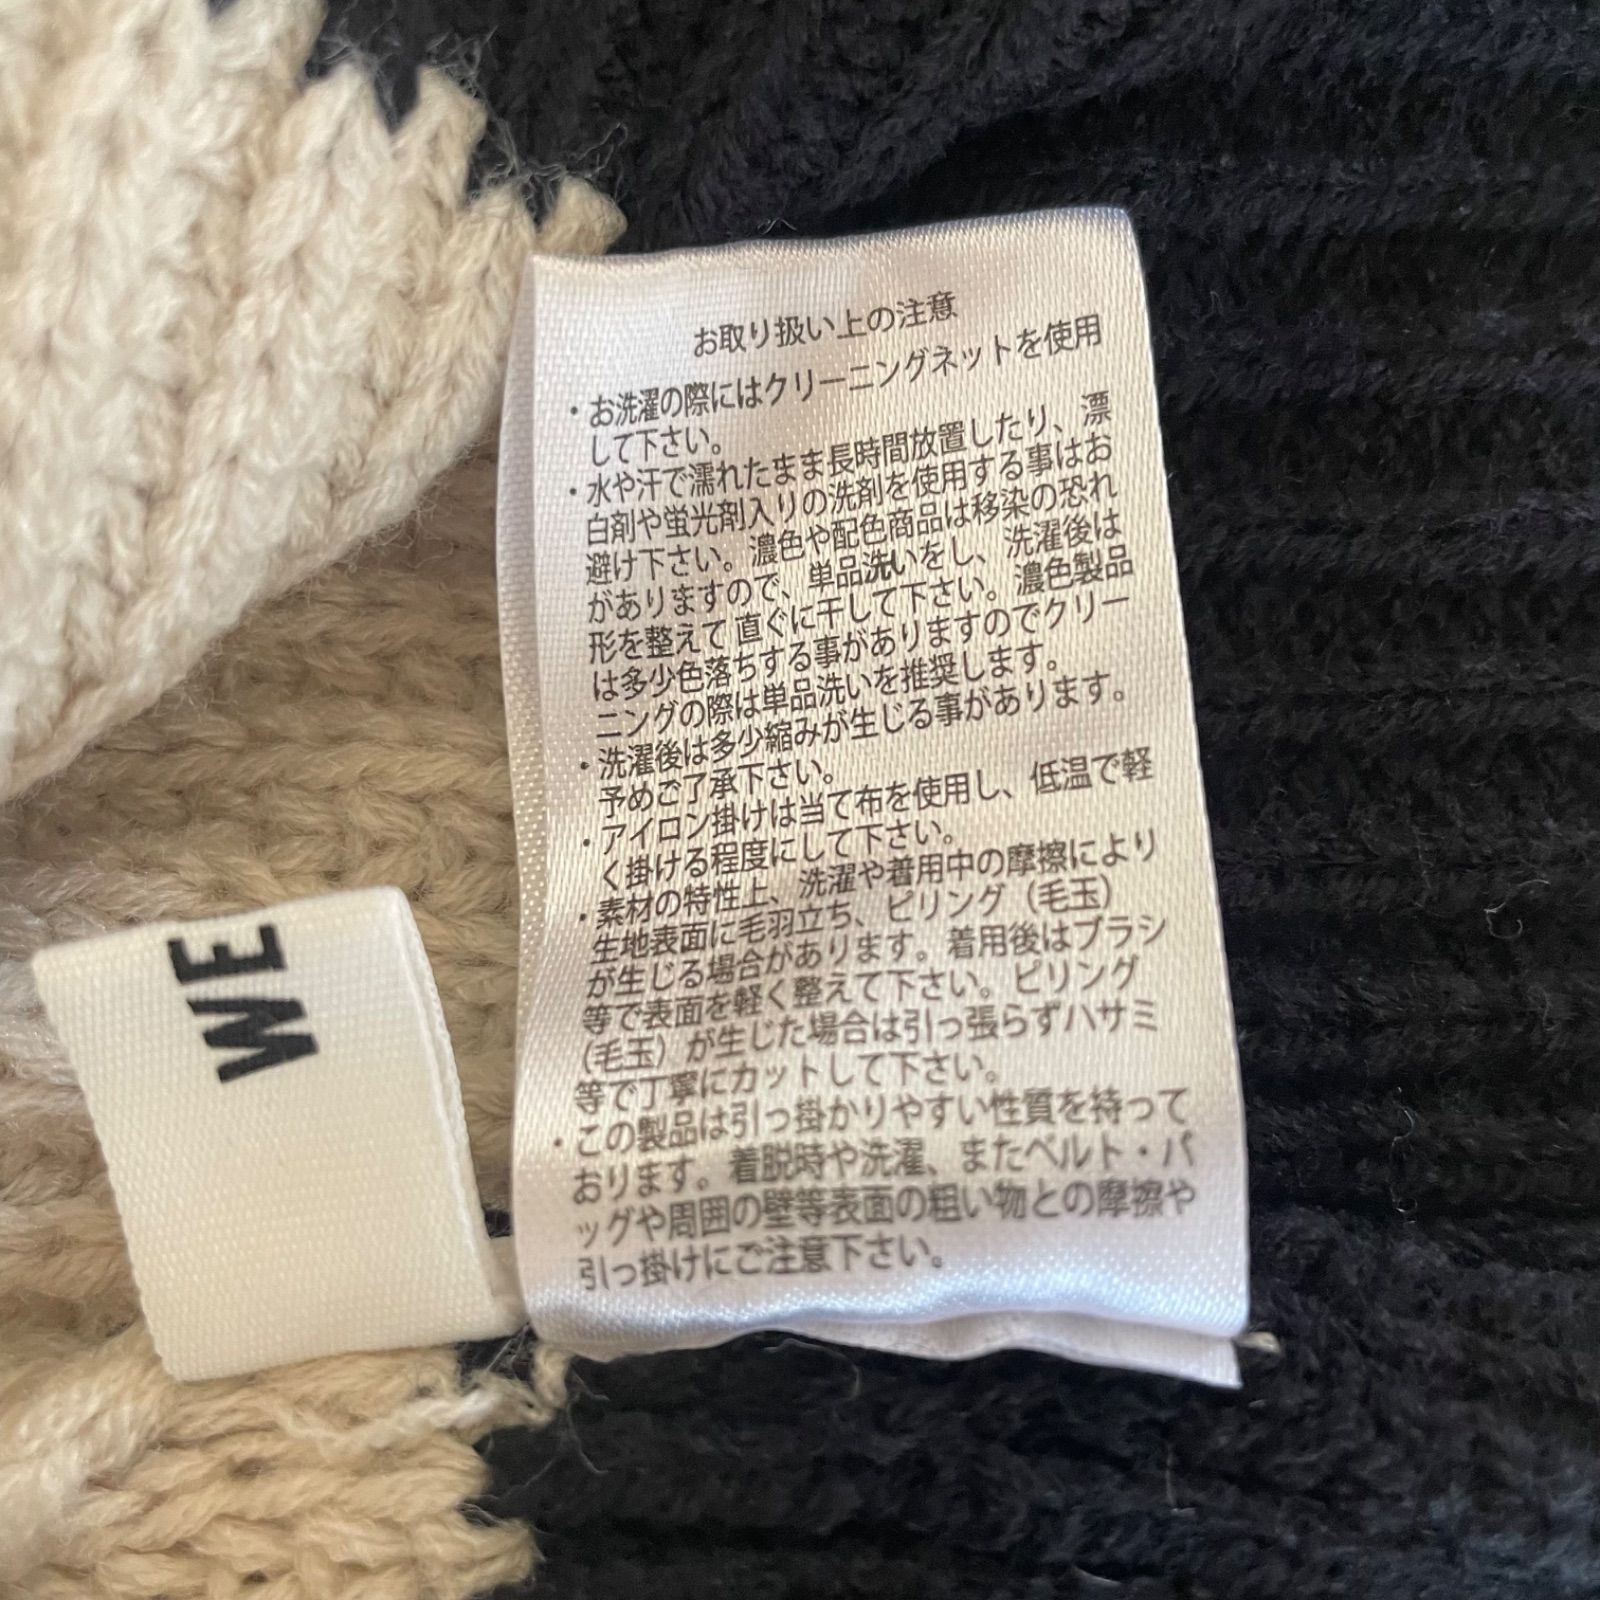 お取り扱い上の注意
・お洗濯の際にはクリーニングネットを使用
して下さい。
・水や汗で濡れたまま長時間放置したり、漂
白剤や蛍光剤入りの洗剤を使用する事はお
避け下さい。濃色や配色商品は移染の恐れ
がありますので、単品洗いをし、洗濯後は
形を整えて 直ぐに干して下さい。濃色製品
は多少色落ちする事がありますのでクリー
ニングの際は単品洗いを推奨します。
・洗濯後は多少縮みが生じる事があります。
予めご了承下さい。
・アイロン掛けは当て布を使用し、低温で軽
く掛ける程度にして下さい。
・素材の特性上、洗濯や着用中の摩擦により
生地表面に毛羽立ち、ピリング（毛玉）
が生じる場合があります。着用後はブラシ
等で表面を軽く整えて下さい。ピリング
（毛玉）が生じた場合は引っ張らずハサミ
等で丁寧にカットして下さい。
・この製品は引っ掛かりやすい性質を持って
おります。着脱時や洗濯、またベルト・バ
ッグや周囲の壁等表面の粗い物との摩擦や
引っ掛けにご注意下さい。
WE